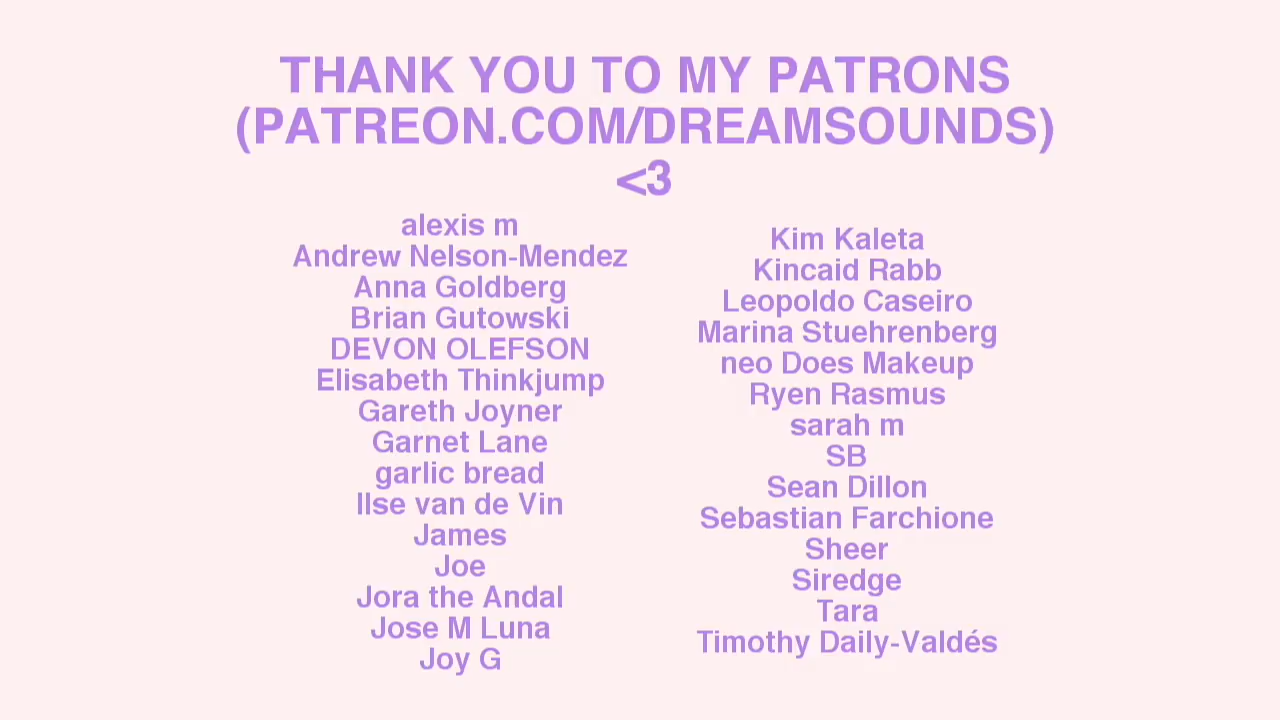 THANK YOU TO MY PATRONS
(PATREON.COM/DREAMSOUNDS)
<3
alexis m
Andrew Nelson-Mendez
Anna Goldberg
Brian Gutowski
DEVON OLEFSON
Elisabeth Thinkjump
Gareth Joyner
Garnet Lane
garlic bread
Ilse van de Vin
James
Joe
Jora the Andal
Jose M Luna
Joy G
Kim Kaleta
Kincaid Rabb
Leopoldo Caseiro
Marina Stuehrenberg
neo Does Makeup
Ryen Rasmus
sarah m
SB
Sean Dillon
Sebastian Farchione
Sheer
Siredge
Tara
Timothy Daily-Valdés